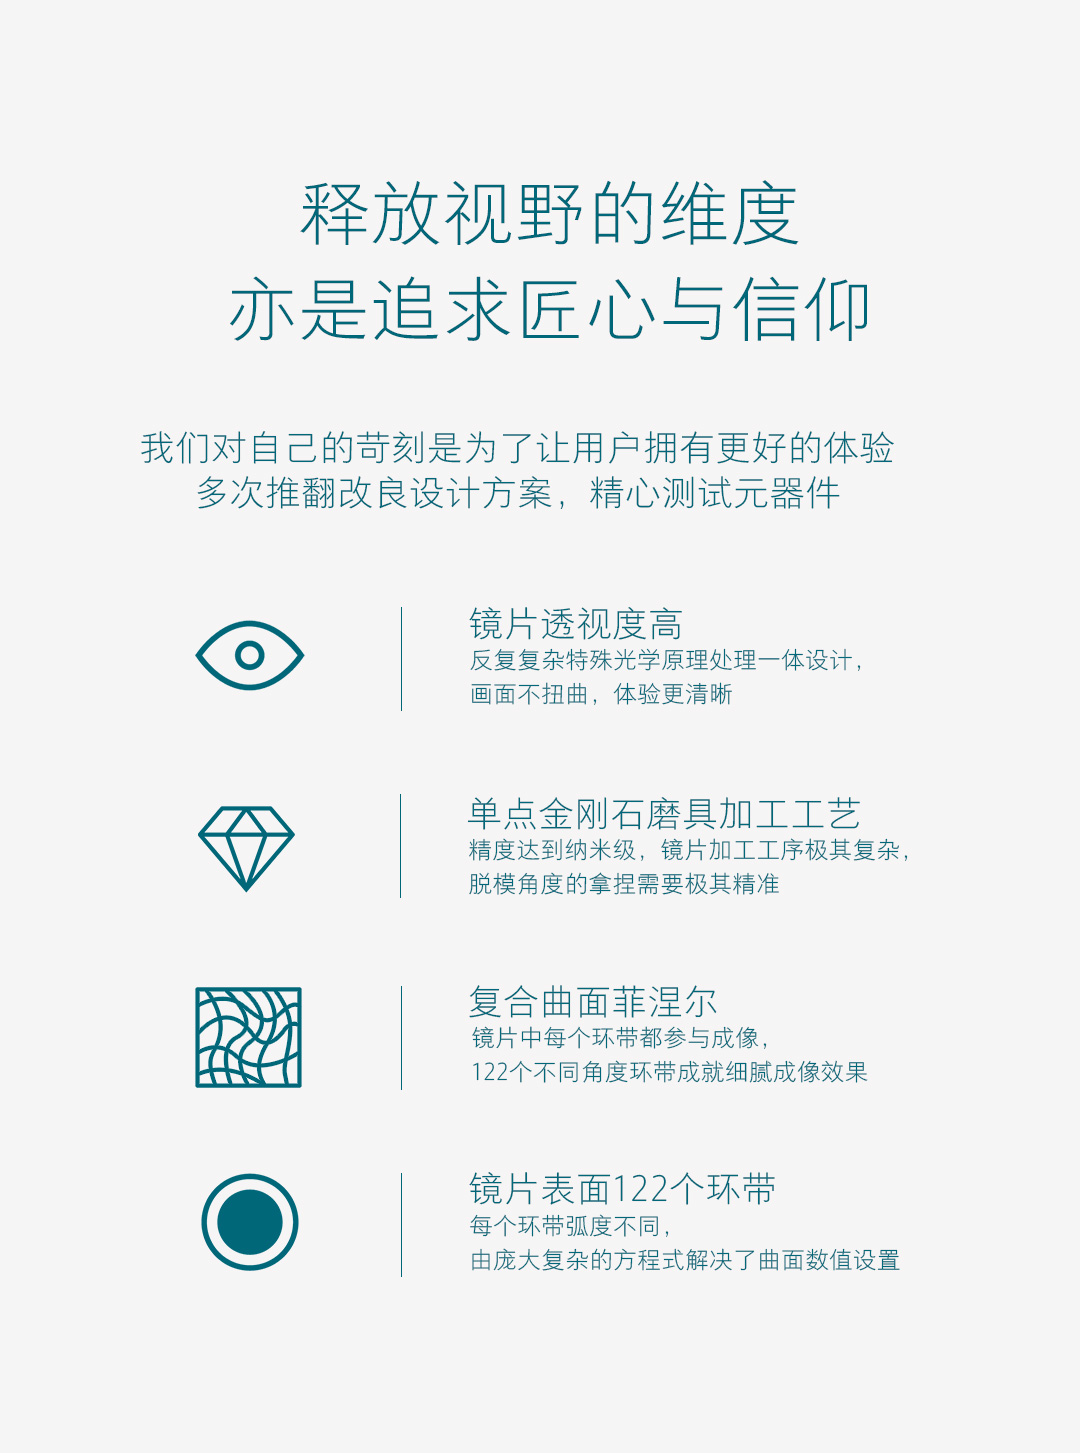 释放视野的维度
亦是追求匠心与信仰
我们对自己的苛刻是为了让用户拥有更好的体验
多次推翻改良设计方案，精心测试元器件
镜片透视度高
反复复杂特殊光学原理处理一体设计，
画面不扭曲，体验更清晰
单点金刚石磨具加工工艺
精度达到纳米级，镜片加工工序极其复杂，
脱模角度的拿捏需要极其精准
复合曲面菲涅尔
镜片中每个环带都参与成像，
122个不同角度环带成就细腻成像效果
镜片表面122个环带
每个环带弧度不同，
由庞大复杂的方程式解决了曲面数值设置